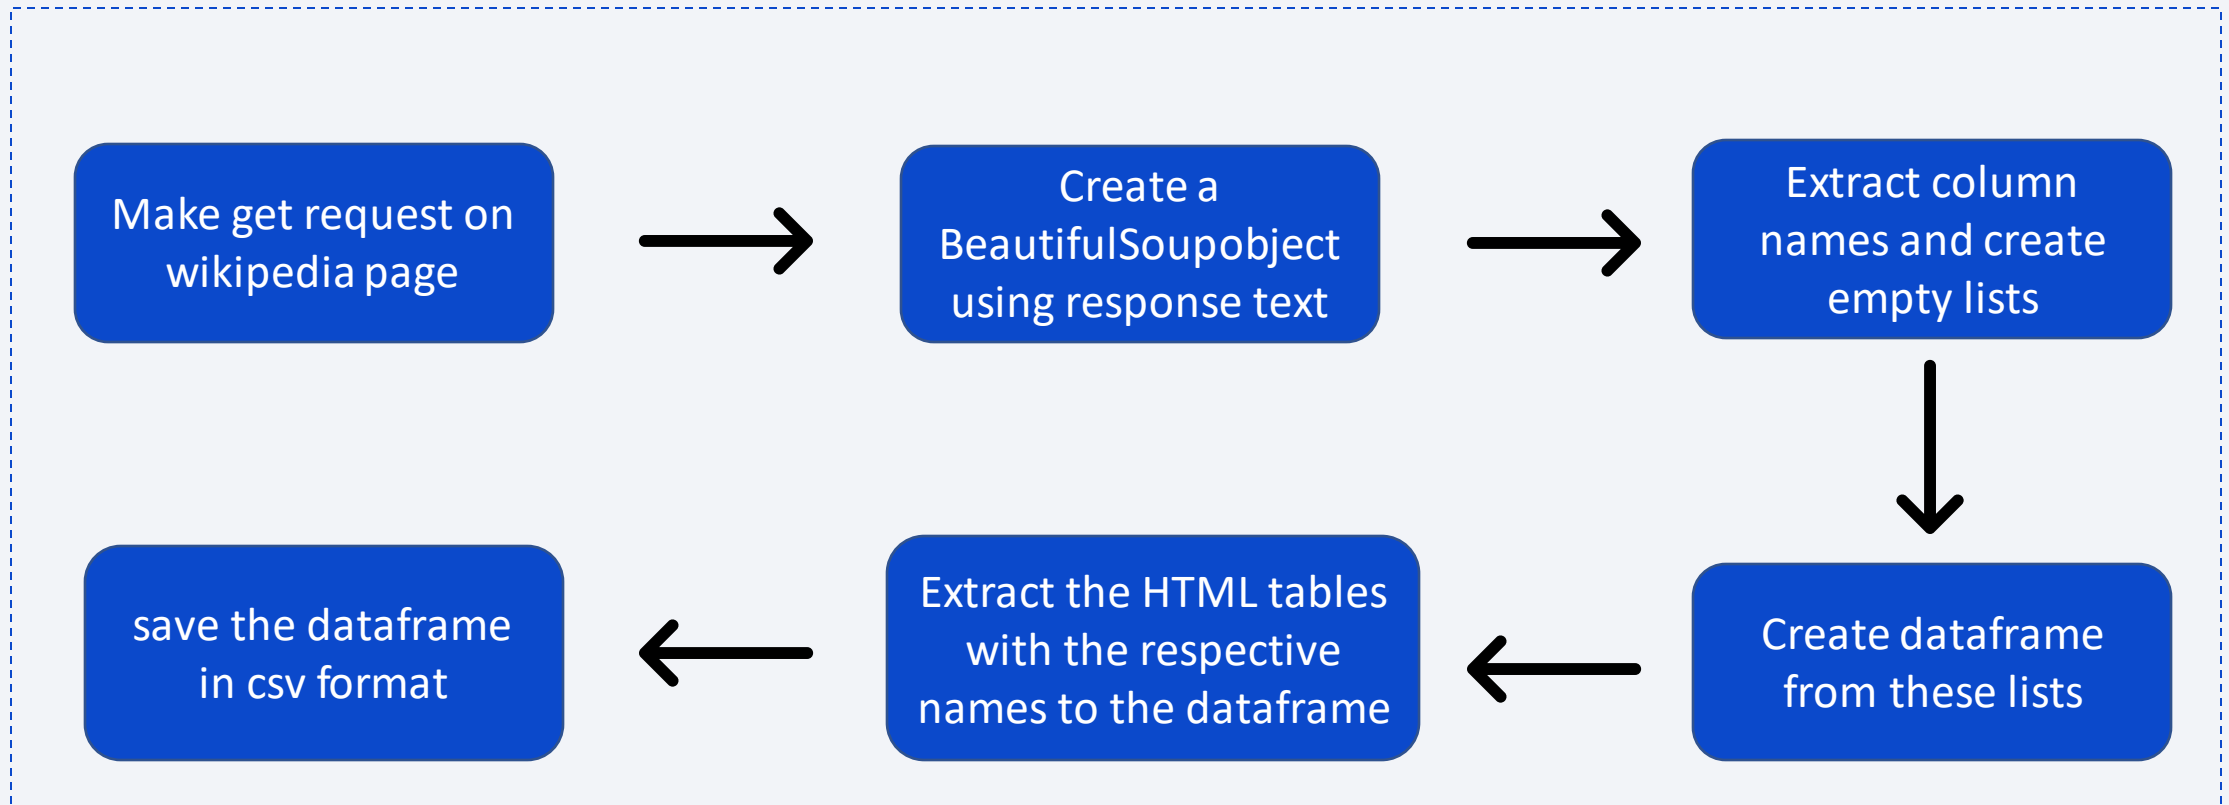 Make get request on
wikipedia page
Create a
BeautifulSoupobject
using response text
Extract column
names and create
empty lists
Create dataframe
from these lists
Extract the HTML tables
with the respective
names to the dataframe
save the dataframe
in csv format